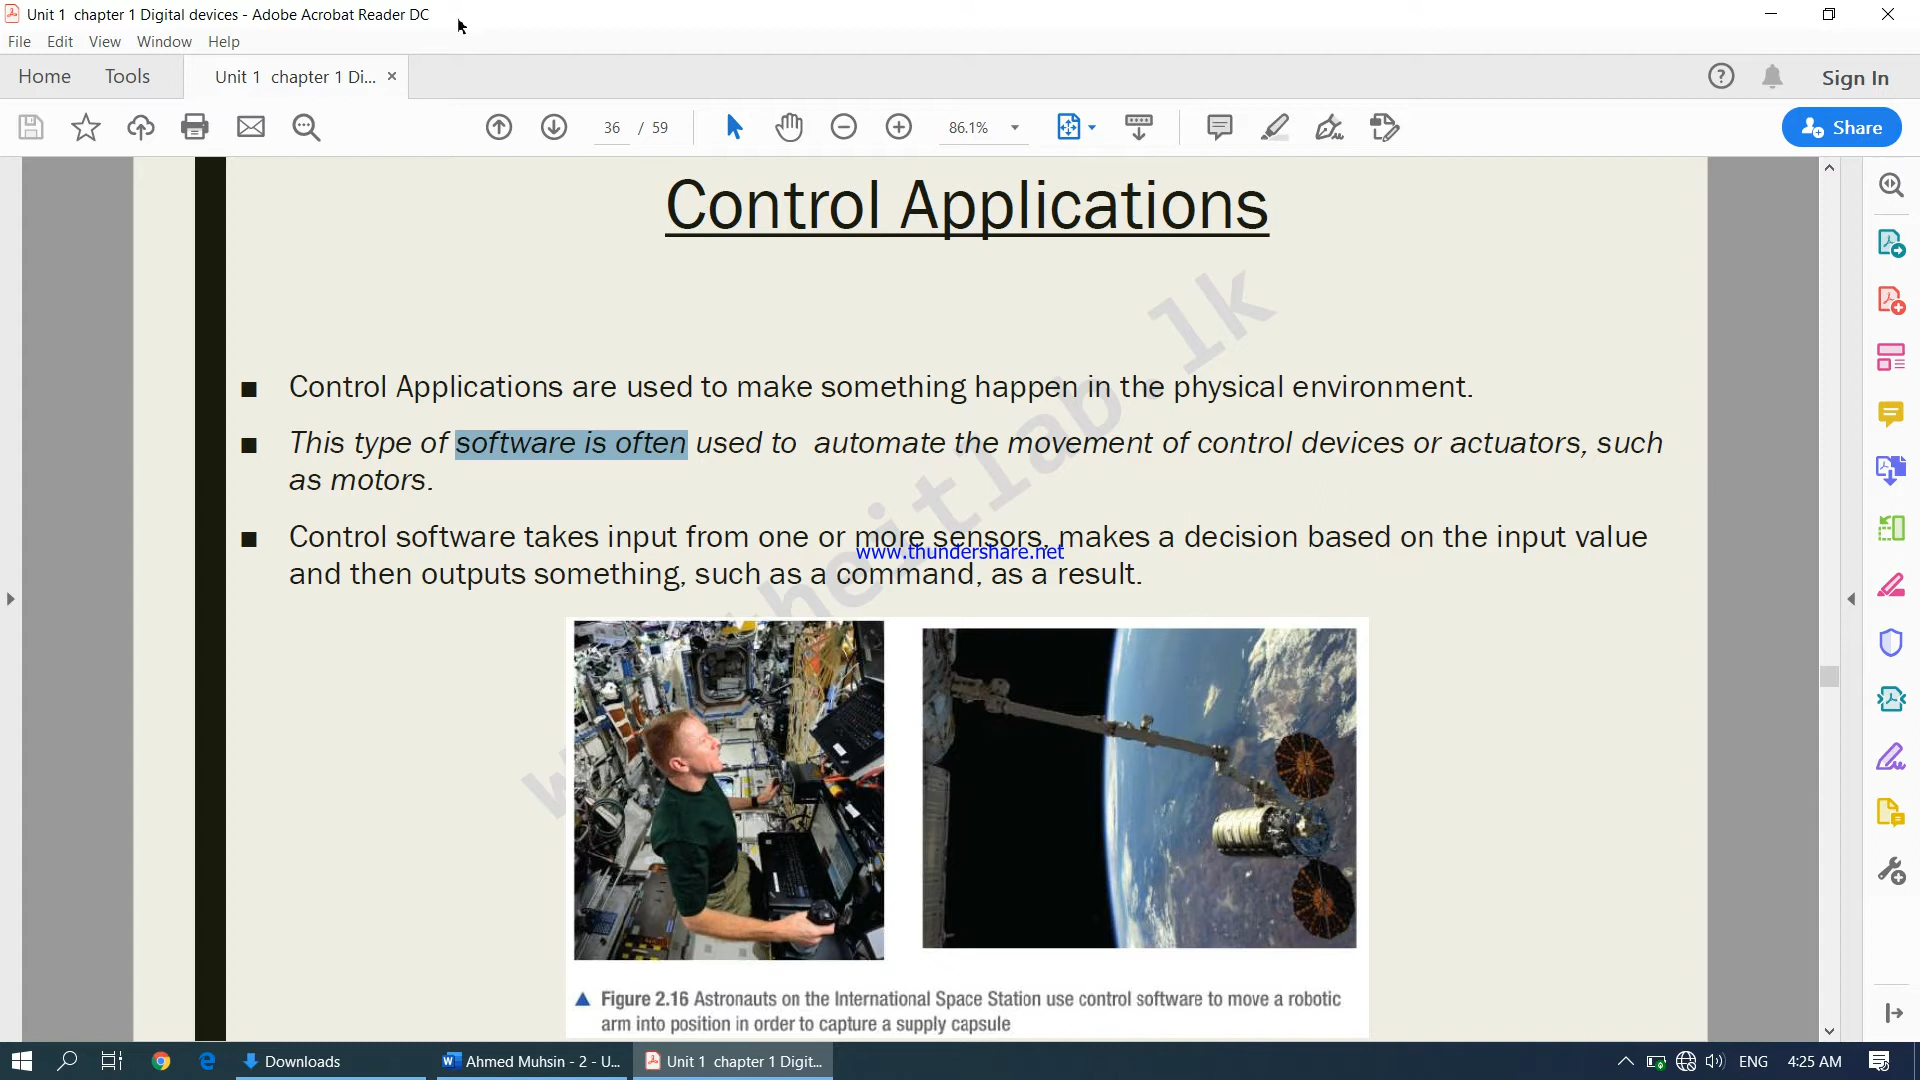 Unit 1  chapter 1 Digital devices - Adobe Acrobat Reader DC
File Edit View Window Help
Home Tools Unit 1  chapter 1 Di... × Sign In
36 / 59 86.1% Share
Control Applications
■ Control Applications are used to make something happen in the physical environment.
■ This type of software is often used to  automate the movement of control devices or actuators, such
as motors.
■ Control software takes input from one or more sensors, makes a decision based on the input value
www.thundershare.net
and then outputs something, such as a command, as a result.
▲ Figure 2.16 Astronauts on the International Space Station use control software to move a robotic
arm into position in order to capture a supply capsule
Downloads Ahmed Muhsin - 2 - U... Unit 1  chapter 1 Digit... ENG 4:25 AM